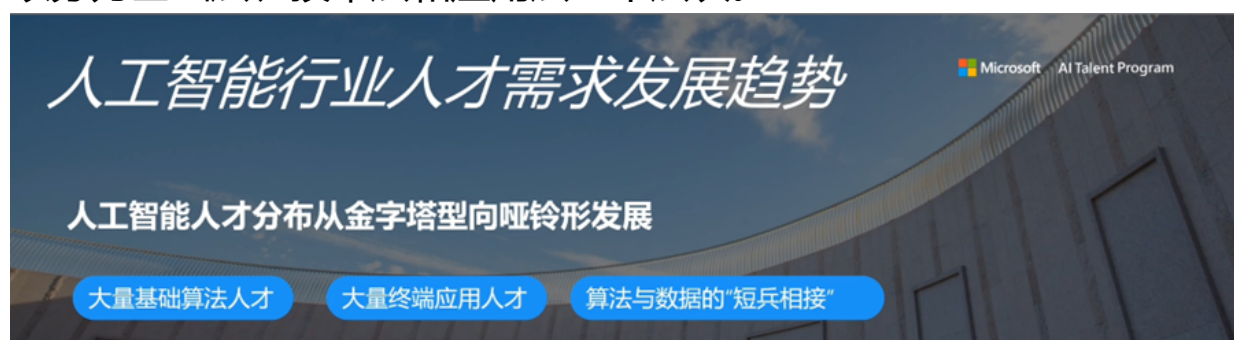 人工智能行业人才需求发展趋势
Microsoft AI Talent Program
人工智能人才分布从金字塔型向哑铃形发展
大量基础算法人才
大量终端应用人才
算法与数据的“短兵相接”